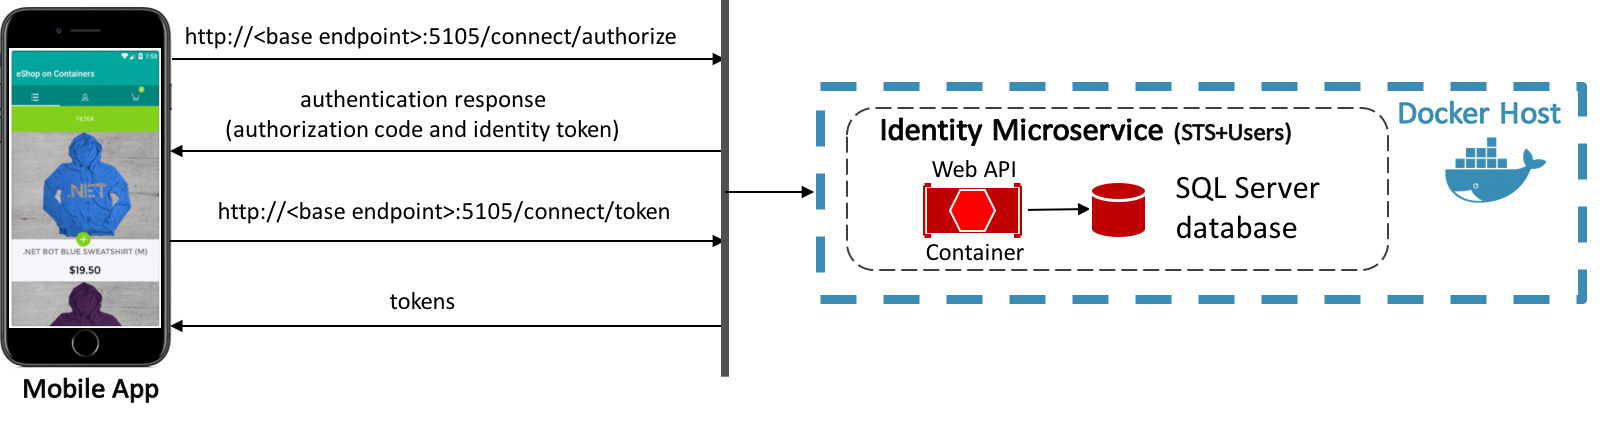 http://<base endpoint>:5105/connect/authorize
7:53
eShop on Containers
FILTER
authentication response
(authorization code and identity token)
.NET
http://<base endpoint>:5105/connect/token
.NET BOT BLUE SWEATSHIRT (M)
$19.50
tokens
Mobile App
Docker Host
Identity Microservice (STS+Users)
Web API
Container
SQL Server
database